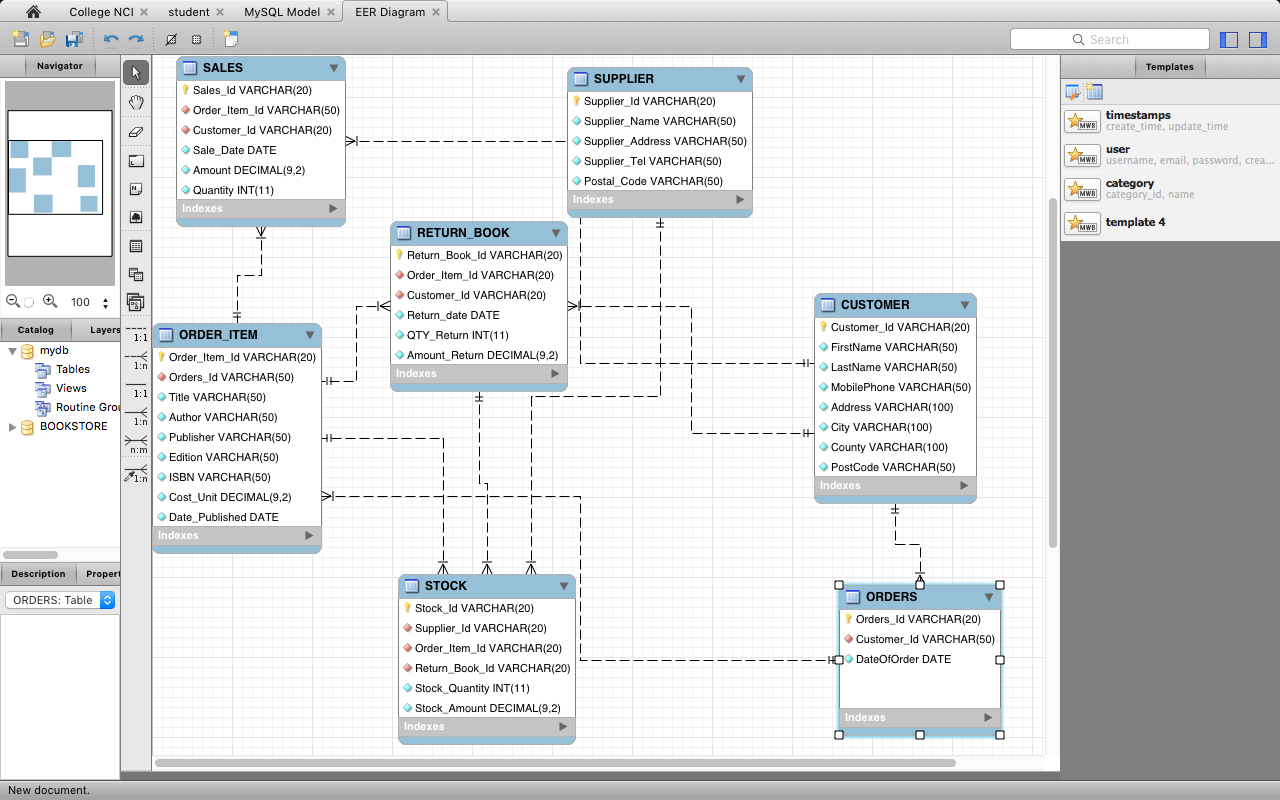 College NCI
student
MySQL Model
EER Diagram
Search
Navigator
100
Catalog
Layers
mydb
Tables
Views
Routine Grou
BOOKSTORE
Description
Propert
ORDERS: Table
1:1
1:n
1:1
1:n
n:m
1:n
SALES
Sales_Id VARCHAR(20)
Order_Item_Id VARCHAR(50)
Customer_Id VARCHAR(20)
Sale_Date DATE
Amount DECIMAL(9,2)
Quantity INT(11)
Indexes
SUPPLIER
Supplier_Id VARCHAR(20)
Supplier_Name VARCHAR(50)
Supplier_Address VARCHAR(50)
Supplier_Tel VARCHAR(50)
Postal_Code VARCHAR(50)
Indexes
RETURN_BOOK
Return_Book_Id VARCHAR(20)
Order_Item_Id VARCHAR(20)
Customer_Id VARCHAR(20)
Return_date DATE
QTY_Return INT(11)
Amount_Return DECIMAL(9,2)
Indexes
CUSTOMER
Customer_Id VARCHAR(20)
FirstName VARCHAR(50)
LastName VARCHAR(50)
MobilePhone VARCHAR(50)
Address VARCHAR(100)
City VARCHAR(100)
County VARCHAR(100)
PostCode VARCHAR(50)
Indexes
ORDER_ITEM
Order_Item_Id VARCHAR(20)
Orders_Id VARCHAR(50)
Title VARCHAR(50)
Author VARCHAR(50)
Publisher VARCHAR(50)
Edition VARCHAR(50)
ISBN VARCHAR(50)
Cost_Unit DECIMAL(9,2)
Date_Published DATE
Indexes
STOCK
Stock_Id VARCHAR(20)
Supplier_Id VARCHAR(20)
Order_Item_Id VARCHAR(20)
Return_Book_Id VARCHAR(20)
Stock_Quantity INT(11)
Stock_Amount DECIMAL(9,2)
Indexes
ORDERS
Orders_Id VARCHAR(20)
Customer_Id VARCHAR(50)
DateOfOrder DATE
Indexes
Templates
MWB
timestamps
create_time, update_time
MWB
user
username, email, password, crea...
MWB
category
category_id, name
MWB
template 4
New document.